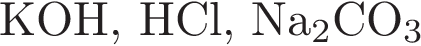 KOH, HCl, Na₂CO₃